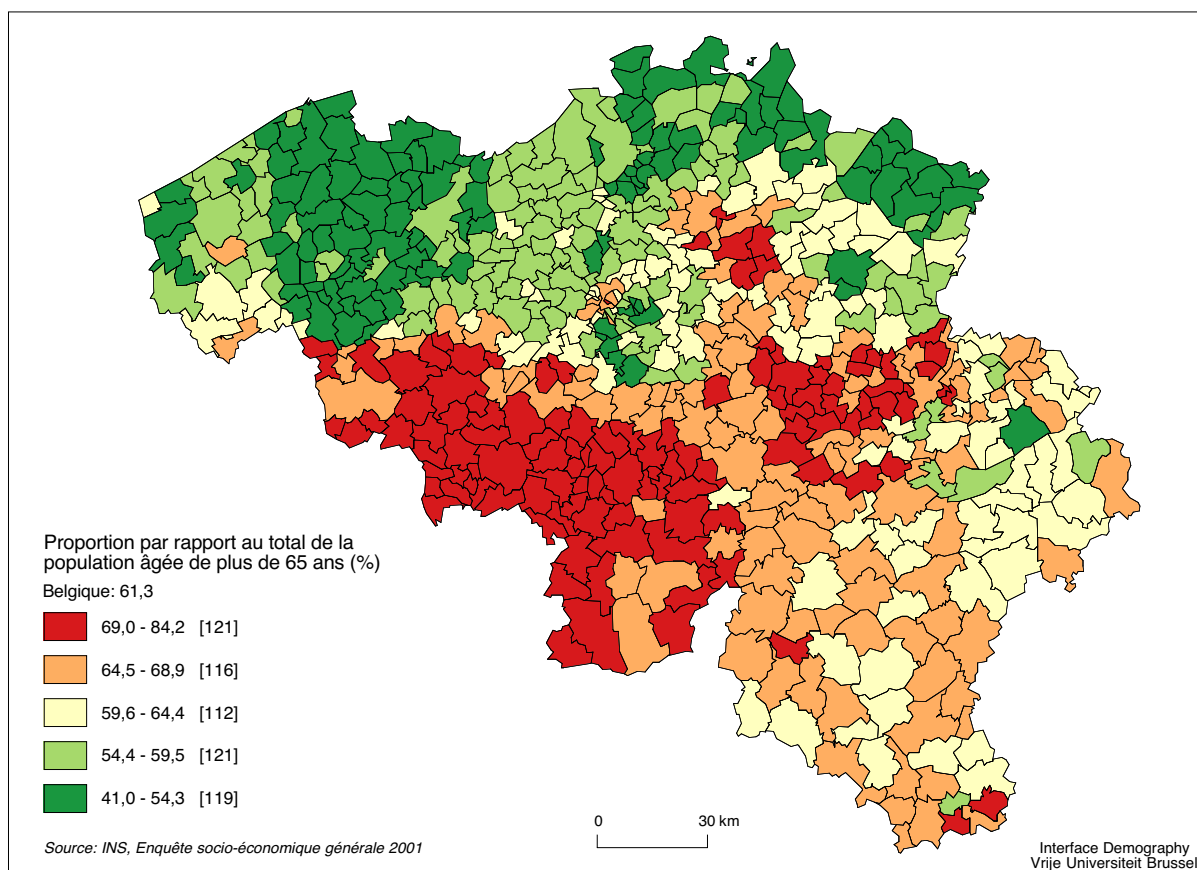 Proportion par rapport au total de la
population âgée de plus de 65 ans (%)
Belgique: 61,3
69,0 - 84,2 [121]
64,5 - 68,9 [116]
59,6 - 64,4 [112]
54,4 - 59,5 [121]
41,0 - 54,3 [119]
Source: INS, Enquête socio-économique générale 2001
0 30 km
Interface Demography
Vrije Universiteit Brussel